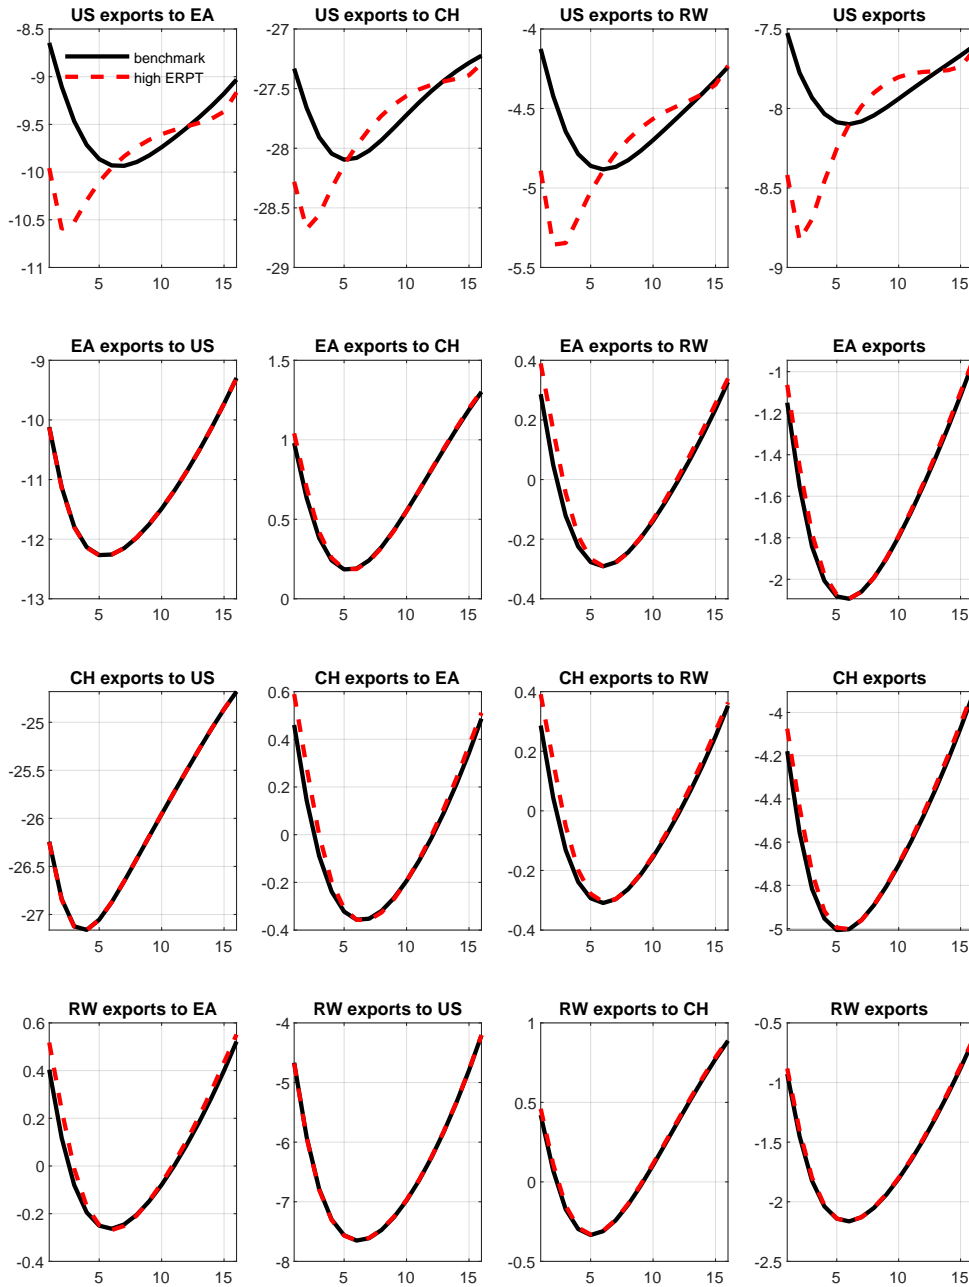 US exports to EA
US exports to CH
US exports to RW
US exports
-8.5
-9
-9.5
-10
-10.5
-11
benchmark
high ERPT
5 10 15
-27
-27.5
-28
-28.5
-29
5 10 15
-4
-4.5
-5
-5.5
5 10 15
-7.5
-8
-8.5
-9
5 10 15
EA exports to US
EA exports to CH
EA exports to RW
EA exports
-9
-10
-11
-12
-13
5 10 15
1.5
1
0.5
0
5 10 15
0.4
0.2
0
-0.2
-0.4
5 10 15
-1
-1.2
-1.4
-1.6
-1.8
-2
5 10 15
CH exports to US
CH exports to EA
CH exports to RW
CH exports
-25
-25.5
-26
-26.5
-27
5 10 15
0.6
0.4
0.2
0
-0.2
-0.4
5 10 15
0.4
0.2
0
-0.2
-0.4
5 10 15
-4
-4.2
-4.4
-4.6
-4.8
-5
5 10 15
RW exports to EA
RW exports to US
RW exports to CH
RW exports
0.6
0.4
0.2
0
-0.2
-0.4
5 10 15
-4
-5
-6
-7
-8
5 10 15
1
0.5
0
-0.5
5 10 15
-0.5
-1
-1.5
-2
-2.5
5 10 15